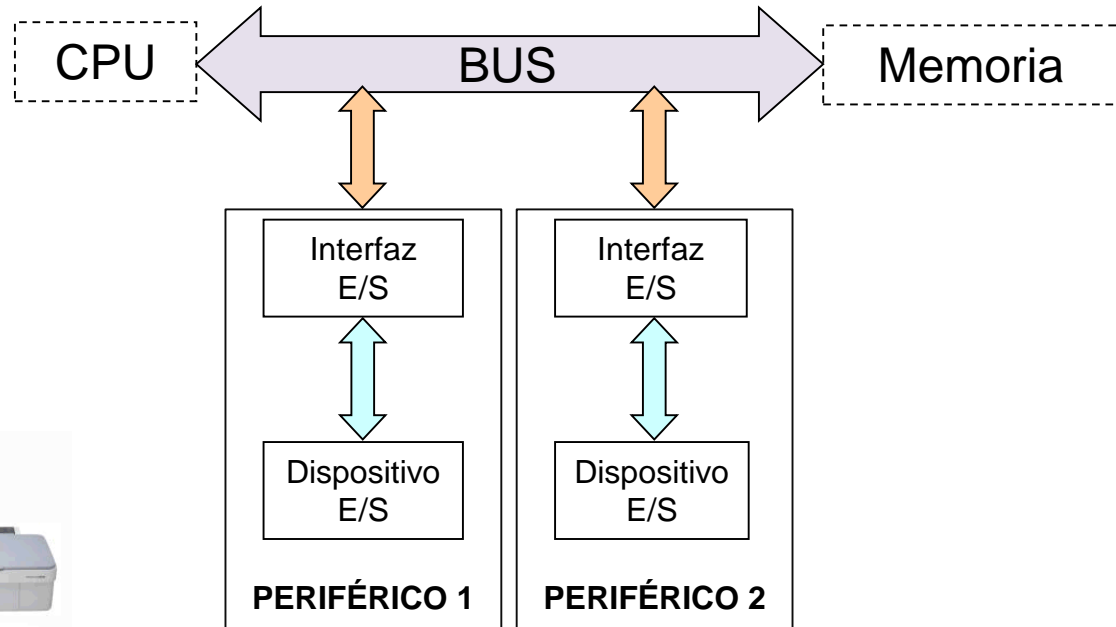 CPU
BUS
Memoria
Interfaz
E/S
Interfaz
E/S
Dispositivo
E/S
Dispositivo
E/S
PERIFÉRICO 1
PERIFÉRICO 2